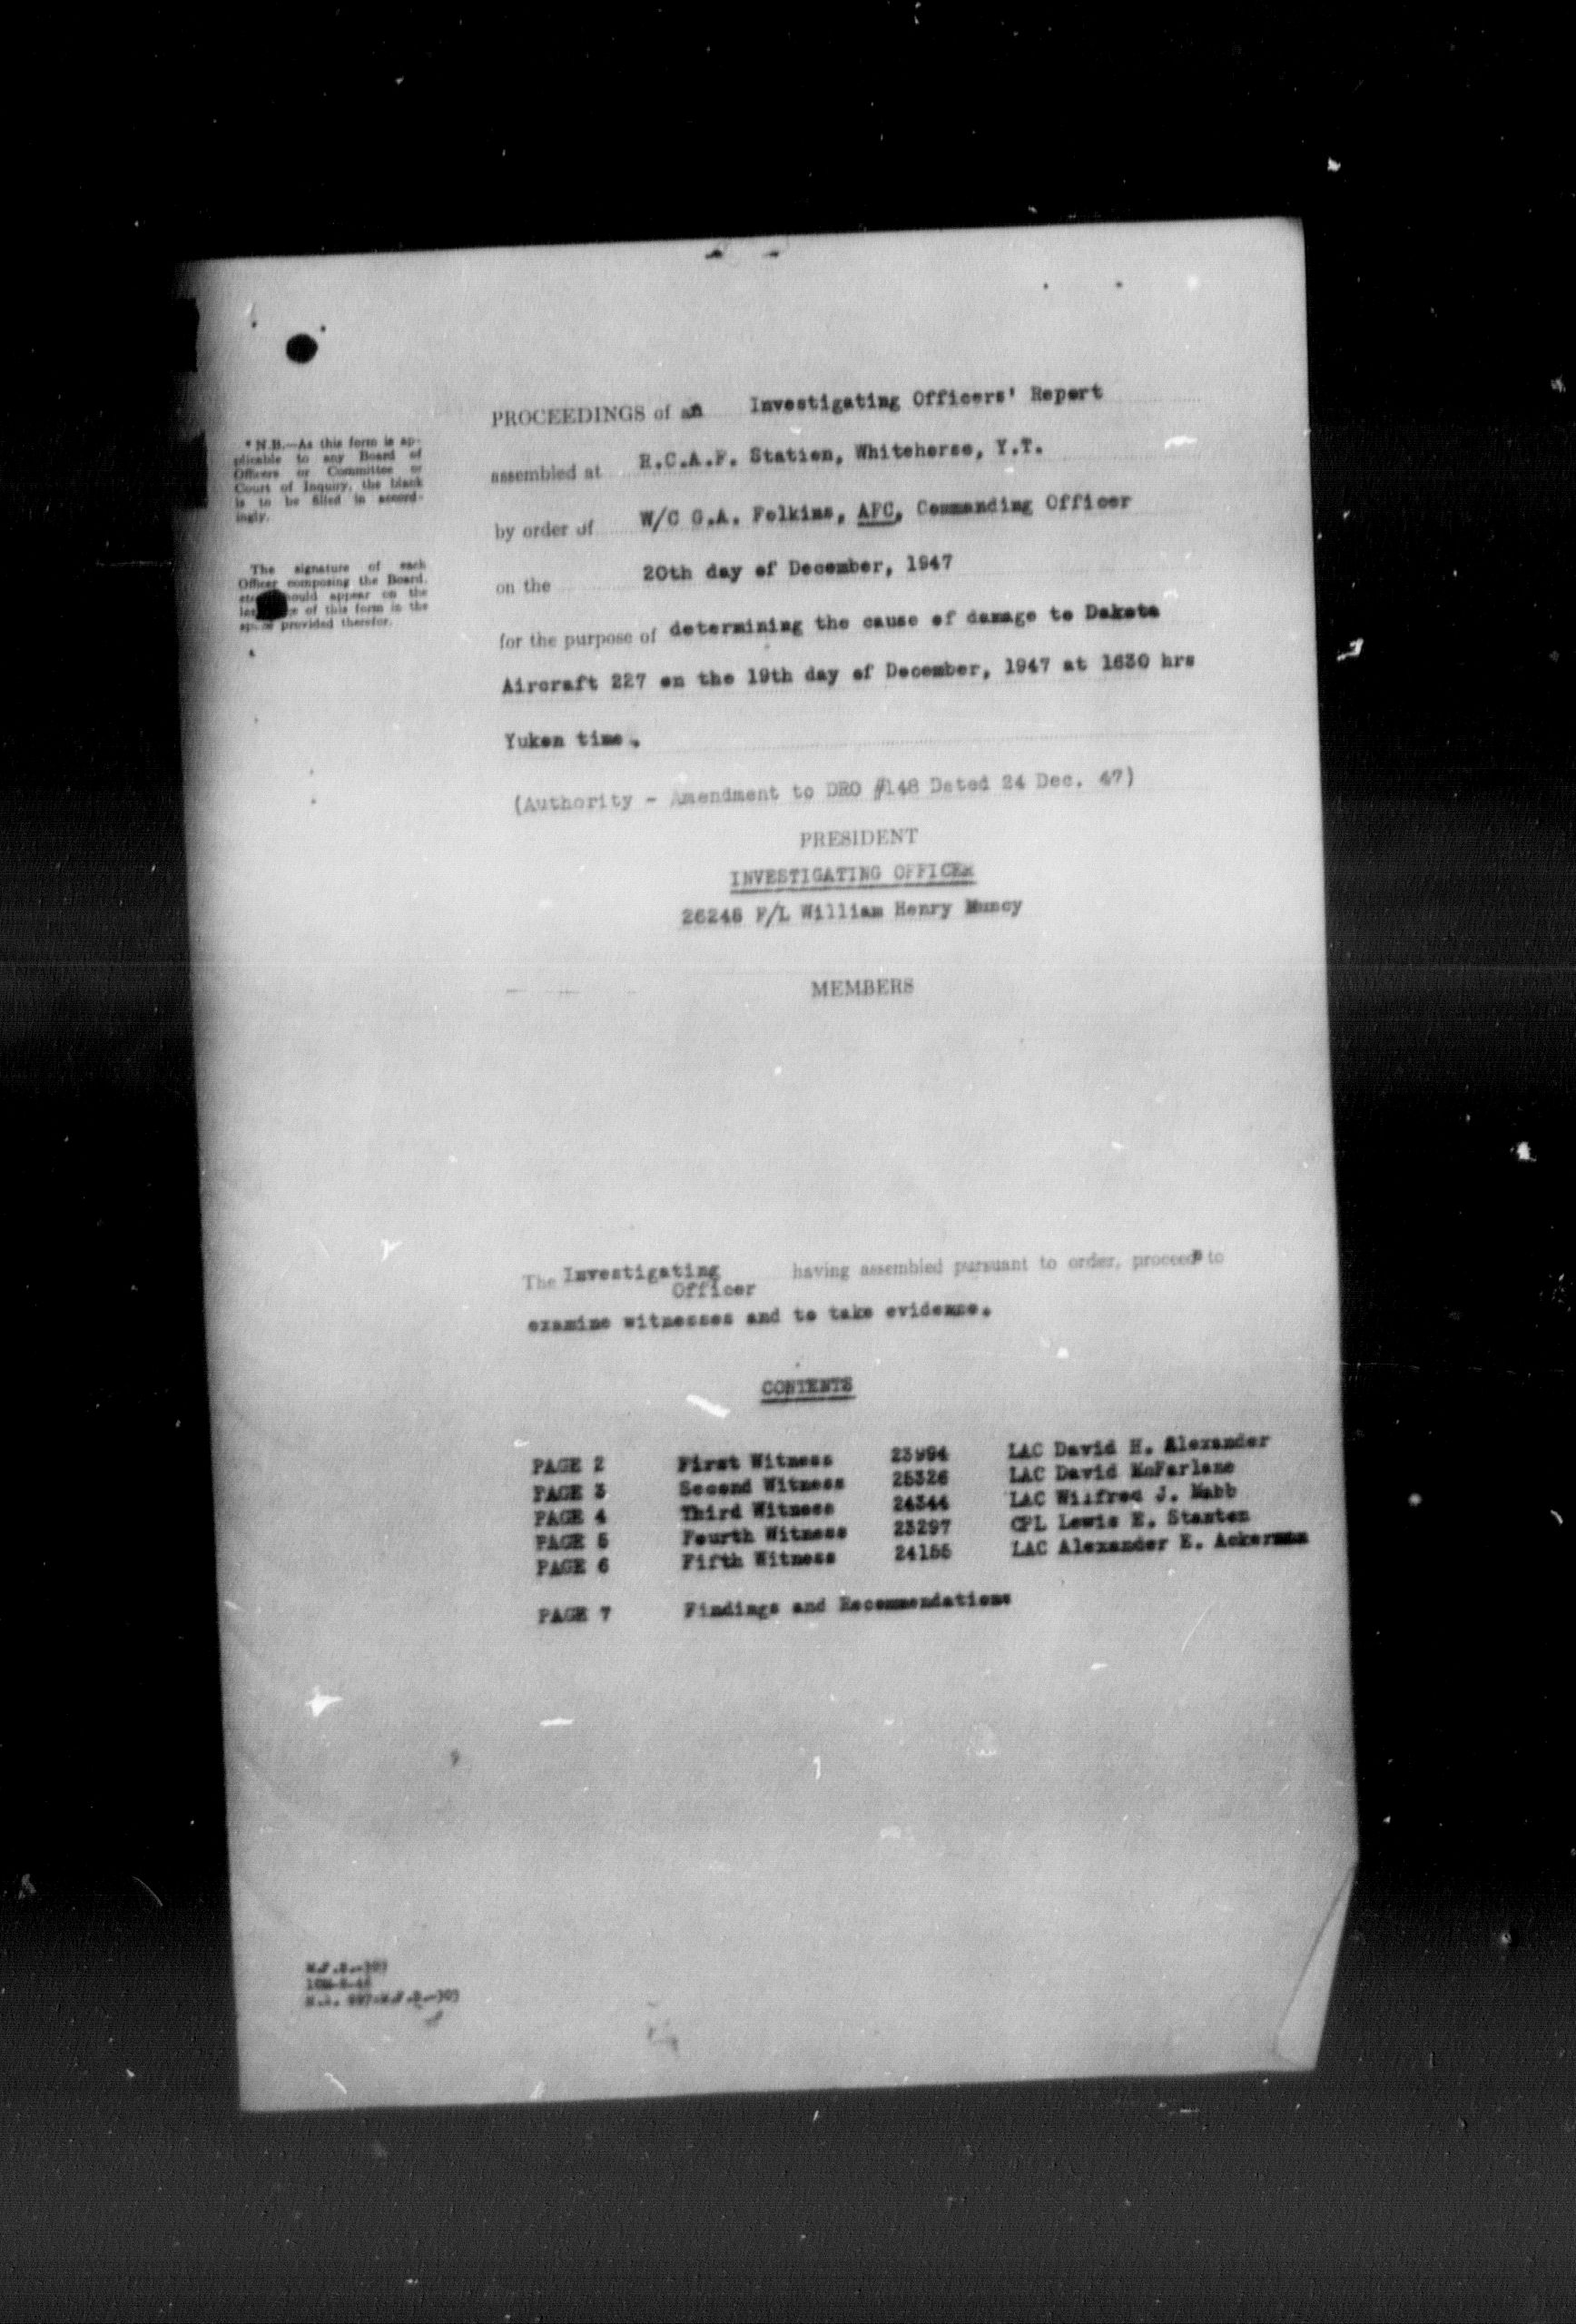 PROCEEDINGS of an Investigating Officers' Report
* N.B.—As this form is ap-
plicable to any Board of
Officers or Committee or
Court of Inquiry, the blank
is to be filled in accord-
ingly.
assembled at R.C.A.F. Station, Whitehorse, Y.T.
by order of W/C G.A. Folkins, AFC, Commanding Officer
The signature of each
Officer composing the Board,
should appear on the
of this form in the
space provided therefor.
on the 20th day of December, 1947
for the purpose of determining the cause of damage to Dakota
Aircraft 227 on the 19th day of December, 1947 at 1630 hrs
Yukon time.
(Authority - Amendment to DRO #148 Dated 24 Dec. 47)
PRESIDENT
INVESTIGATING OFFICER
26248 F/L William Henry Muncy
MEMBERS
The Investigating
Officer having assembled pursuant to order, proceeds to
examine witnesses and to take evidence.
CONTENTS
PAGE 2 First Witness 23994 LAC David H. Alexander
PAGE 3 Second Witness 25326 LAC David McFarlane
PAGE 4 Third Witness 24344 LAC Wilfred J. Mabb
PAGE 5 Fourth Witness 23297 CPL Lewis E. Stanton
PAGE 6 Fifth Witness 24155 LAC Alexander E. Ackerman
PAGE 7 Findings and Recommendations